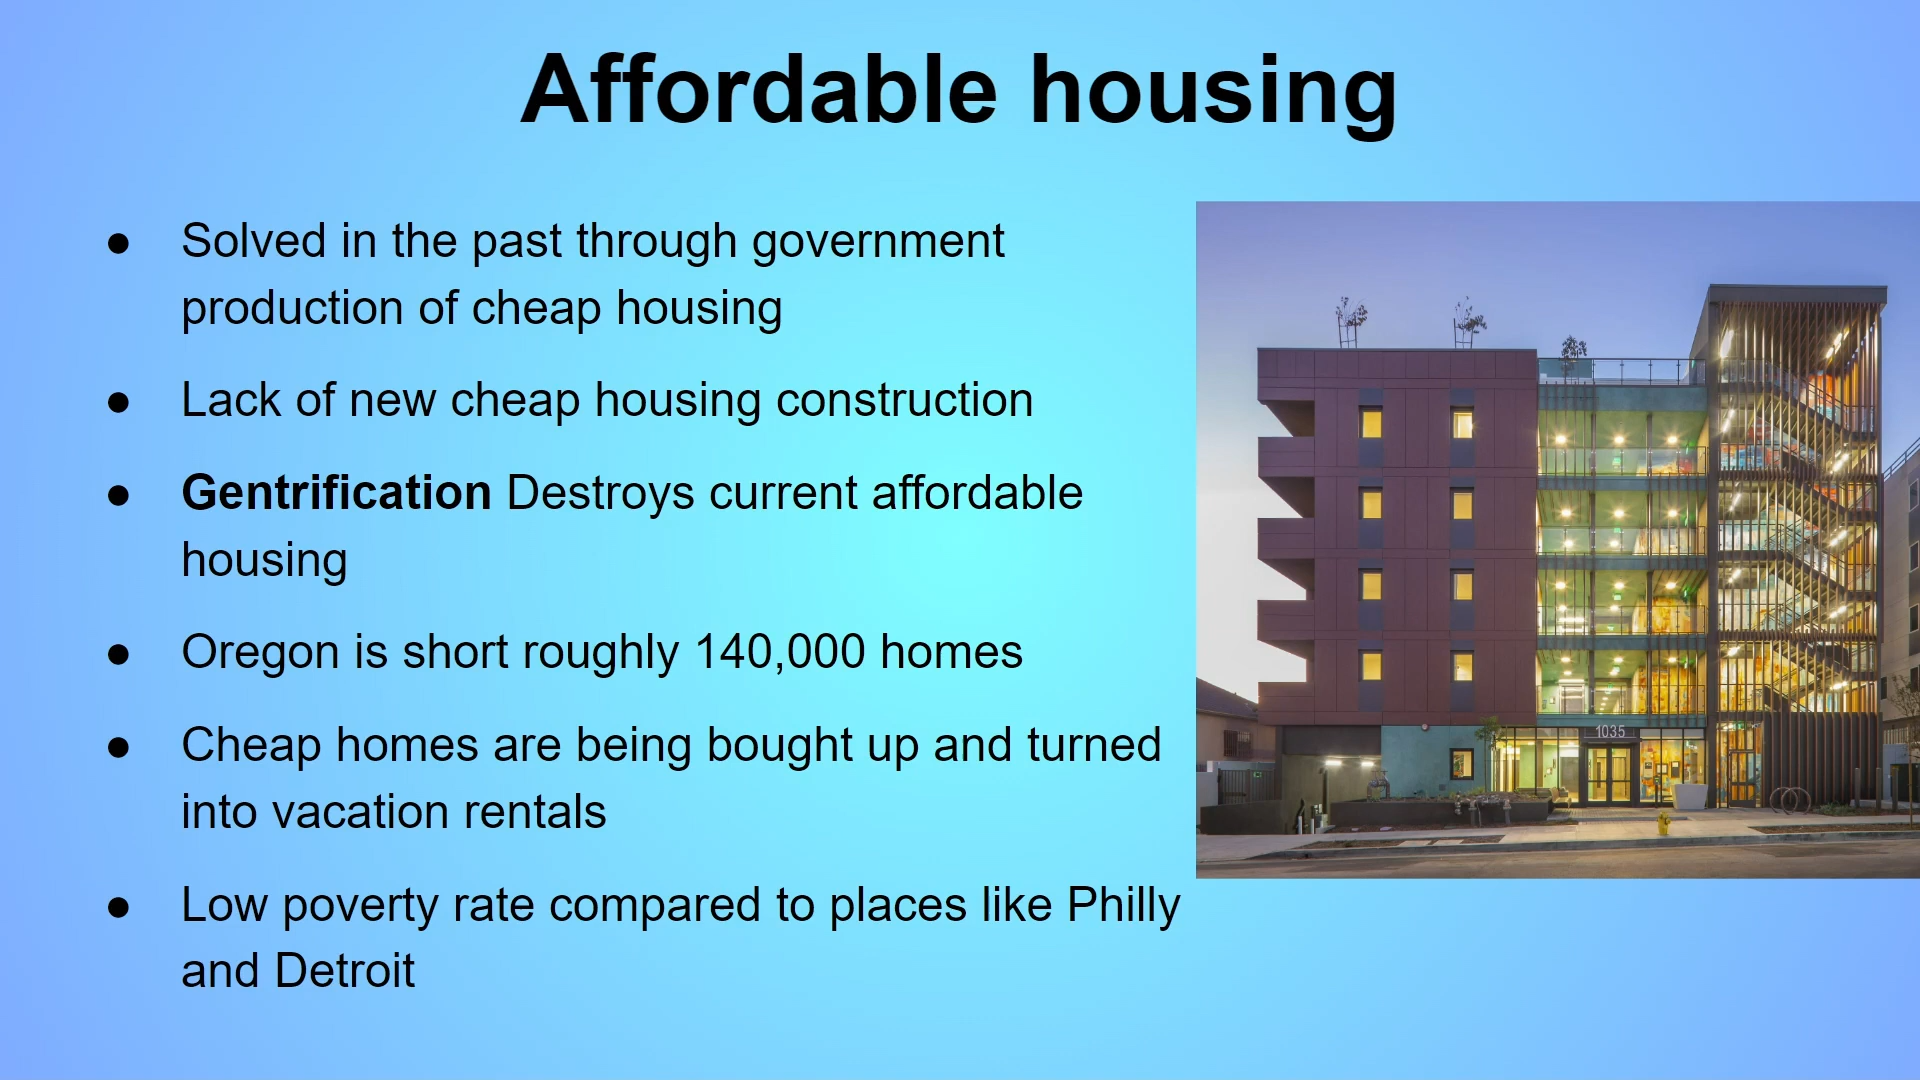 Affordable housing
● Solved in the past through government
production of cheap housing
● Lack of new cheap housing construction
● Gentrification Destroys current affordable
housing
● Oregon is short roughly 140,000 homes
● Cheap homes are being bought up and turned
into vacation rentals
● Low poverty rate compared to places like Philly
and Detroit
1035